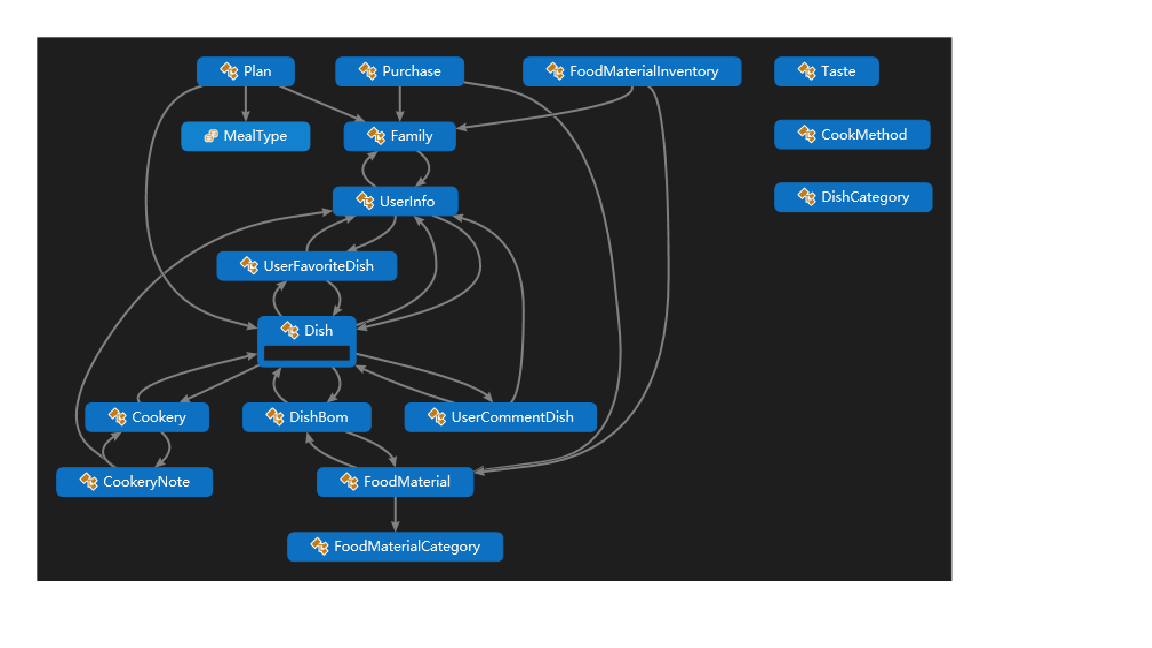 Plan
Purchase
FoodMaterialInventory
Taste
MealType
Family
CookMethod
UserInfo
DishCategory
UserFavoriteDish
Dish
Cookery
DishBom
UserCommentDish
CookeryNote
FoodMaterial
FoodMaterialCategory